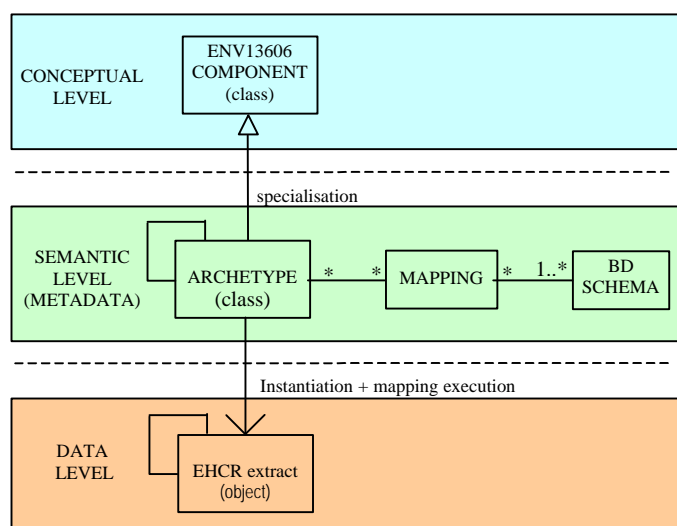 CONCEPTUAL
LEVEL
ENV13606
COMPONENT
(class)
specialisation
SEMANTIC
LEVEL
(METADATA)
ARCHETYPE
(class)
* *
MAPPING
* 1..*
BD
SCHEMA
Instantiation + mapping execution
DATA
LEVEL
EHCR extract
(object)